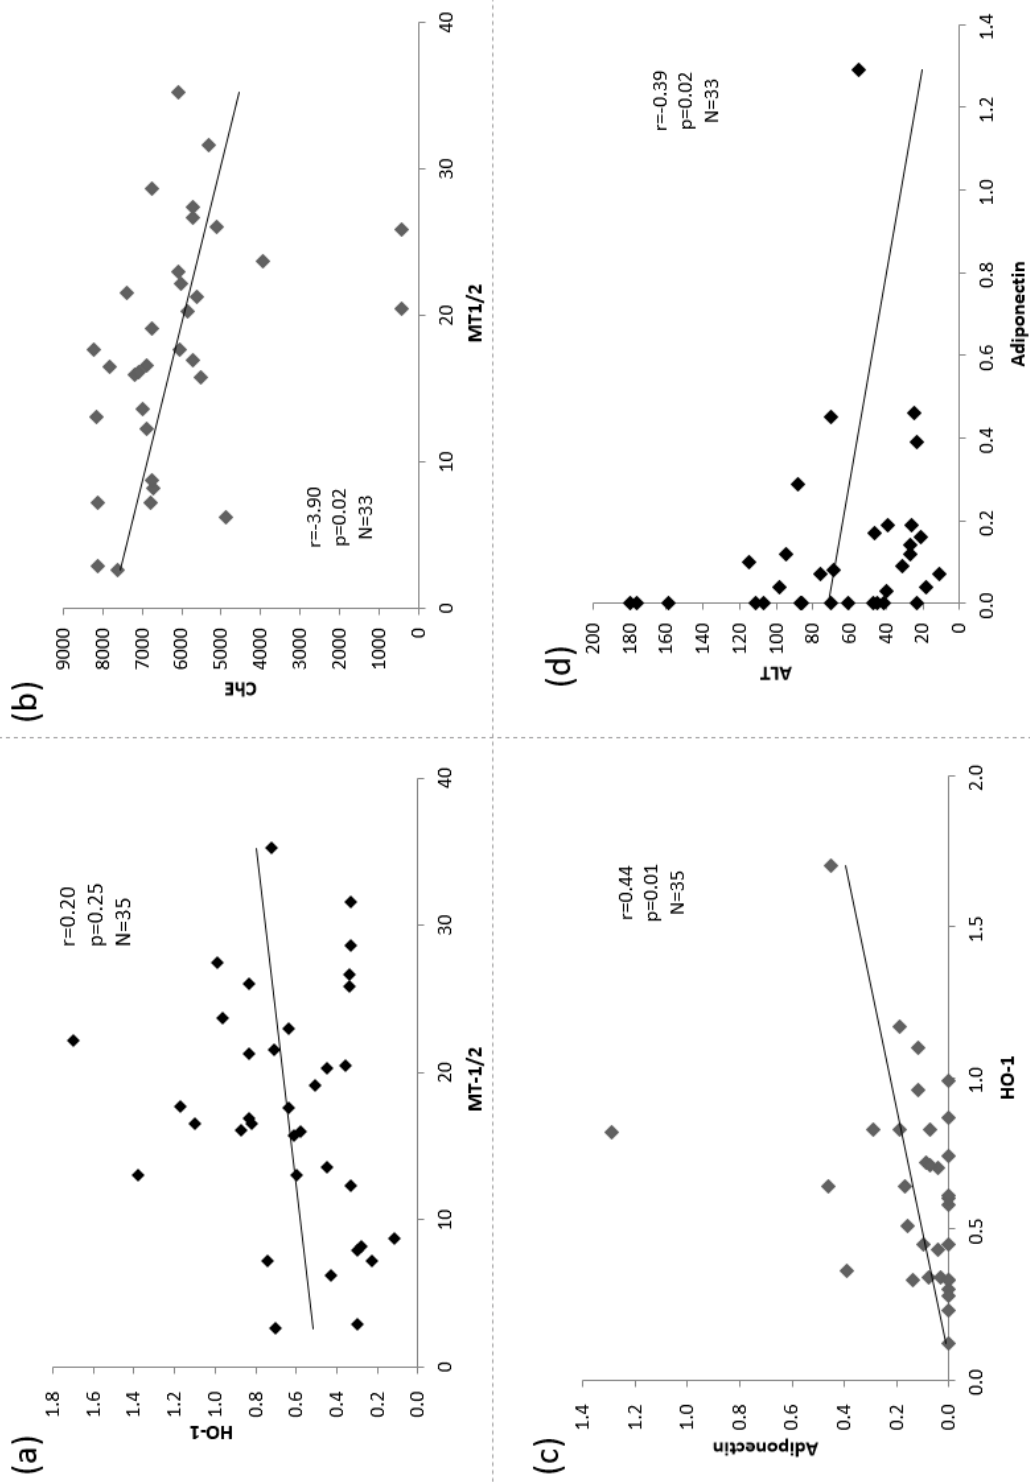 (a)
1.8
1.6
1.4
1.2
1.0
0.8
0.6
0.4
0.2
0.0
HO-1
r=0.20
p=0.25
N=35
0
10
20
30
40
MT-1/2
(b)
9000
8000
7000
6000
5000
4000
3000
2000
1000
0
ChE
r=-3.90
p=0.02
N=33
0
10
20
30
40
MT1/2
(c)
1.4
1.2
1.0
0.8
0.6
0.4
0.2
0.0
Adiponectin
r=0.44
p=0.01
N=35
0.0
0.5
1.0
1.5
2.0
HO-1
(d)
200
180
160
140
120
100
80
60
40
20
0
ALT
r=-0.39
p=0.02
N=33
0.0
0.2
0.4
0.6
0.8
1.0
1.2
1.4
Adiponectin